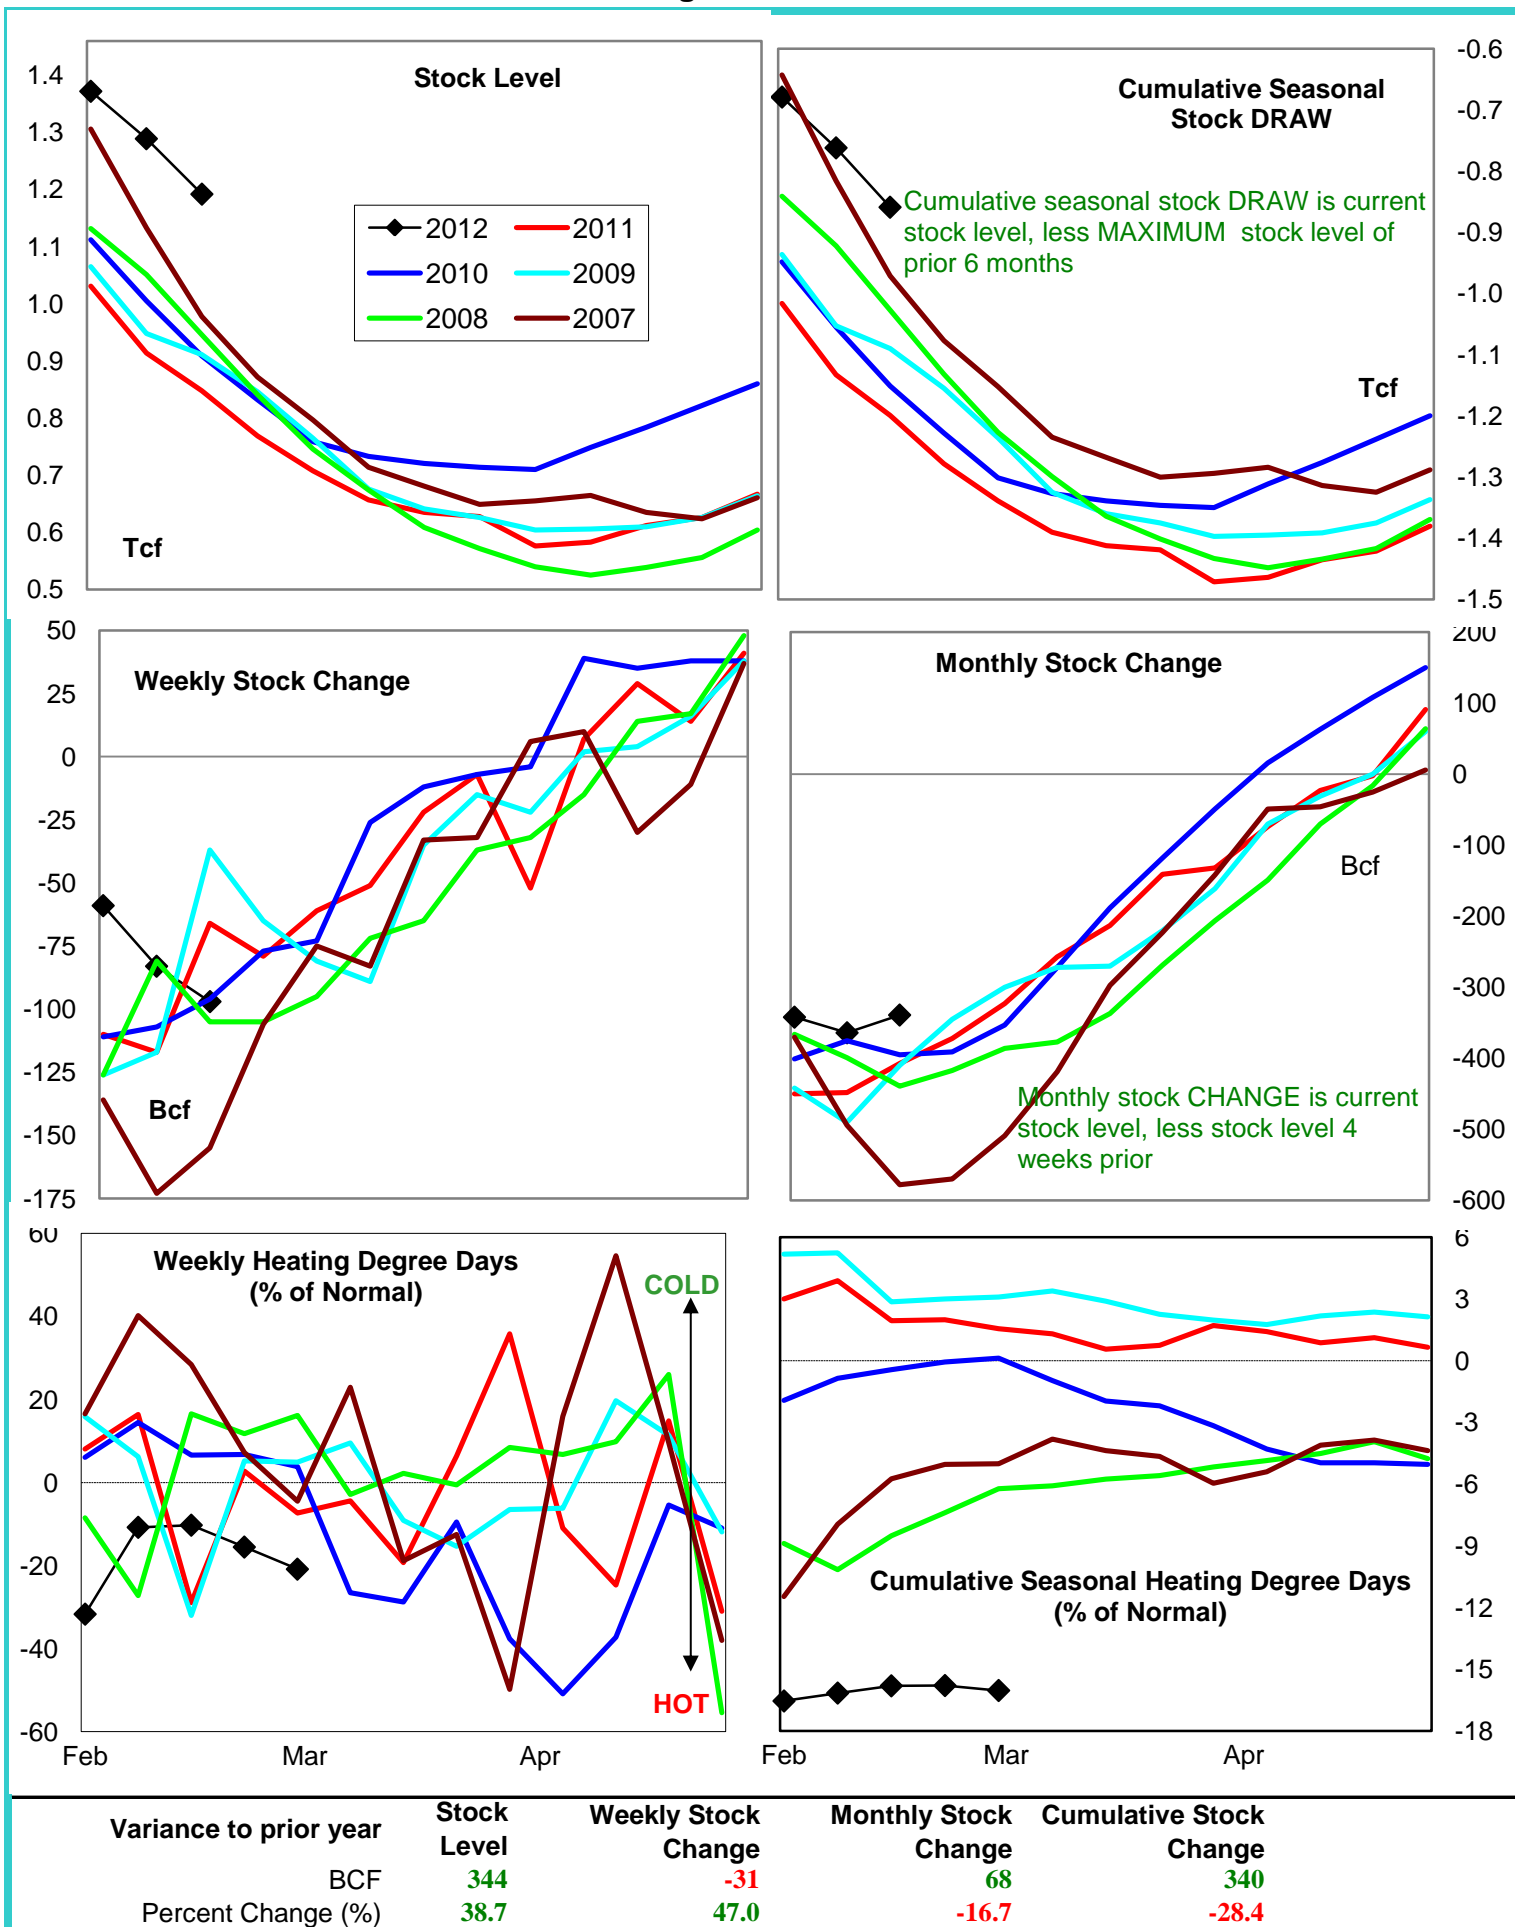 Stock Level
1.4
1.3
1.2
1.1
1.0
0.9
0.8
0.7
0.6
0.5
Tcf
2012 2011
2010 2009
2008 2007
Cumulative Seasonal
Stock DRAW
Cumulative seasonal stock DRAW is current
stock level, less MAXIMUM stock level of
prior 6 months
Tcf
-0.6
-0.7
-0.8
-0.9
-1.0
-1.1
-1.2
-1.3
-1.4
-1.5
Weekly Stock Change
50
25
0
-25
-50
-75
-100
-125
-150
-175
Bcf
Monthly Stock Change
200
100
0
-100
-200
-300
-400
-500
-600
Bcf
Monthly stock CHANGE is current
stock level, less stock level 4
weeks prior
Weekly Heating Degree Days
(% of Normal)
60
40
20
0
-20
-40
-60
COLD
HOT
Feb Mar Apr
6
3
0
-3
-6
-9
-12
-15
-18
Cumulative Seasonal Heating Degree Days
(% of Normal)
Feb Mar Apr
Variance to prior year Stock Level Weekly Stock Change Monthly Stock Change Cumulative Stock Change
BCF 344 -31 68 340
Percent Change (%) 38.7 47.0 -16.7 -28.4